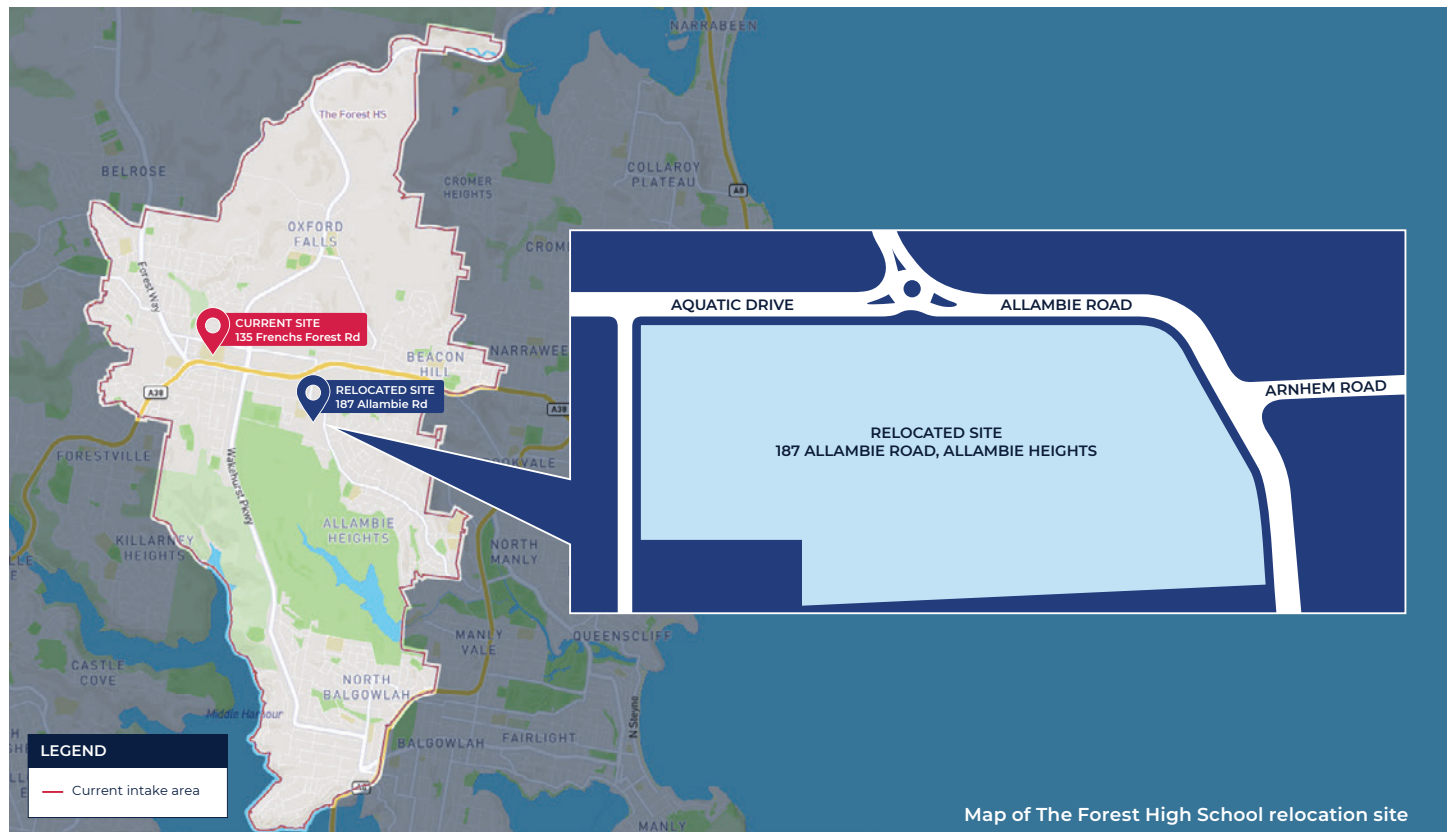 NARRABEEN
The Forest HS
BELROSE
COLLAROY
PLATEAU
CROMER
HEIGHTS
A8
OXFORD
FALLS
Forest Way
CURRENT SITE
135 Frenchs Forest Rd
BEACON
HILL
RELOCATED SITE
187 Allambie Rd
A38
A38
FORESTVILLE
Wakehurst Pkwy
ALLAMBIE
HEIGHTS
KILLARNEY
HEIGHTS
NORTH
MANLY
MANLY
VALE
QUEENSCLIFF
CASTLE
COVE
NORTH
BALGOWLAH
Middle Harbour
N Steyne
BALGOWLAH
FAIRLIGHT
MANLY
AQUATIC DRIVE
ALLAMBIE ROAD
ARNHEM ROAD
RELOCATED SITE
187 ALLAMBIE ROAD, ALLAMBIE HEIGHTS
LEGEND
Current intake area
Map of The Forest High School relocation site